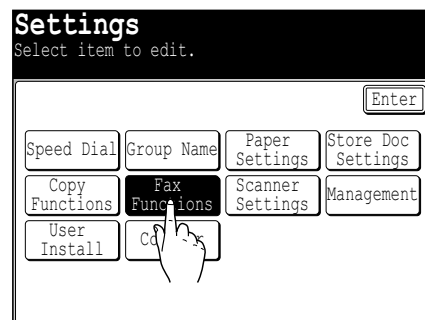 Settings
Select item to edit.
Enter
Speed Dial
Group Name
Paper
Settings
Store Doc
Settings
Copy
Functions
Fax
Functions
Scanner
Settings
Management
User
Install